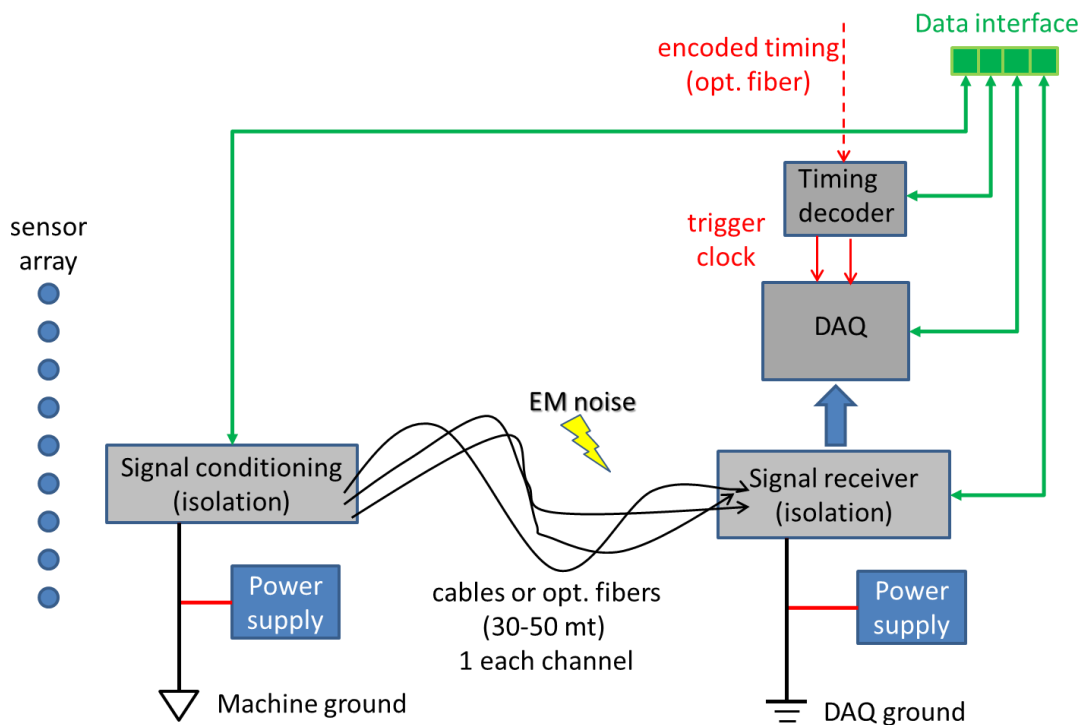 Data interface
encoded timing
(opt. fiber)
Timing
decoder
sensor
array
trigger
clock
DAQ
EM noise
Signal conditioning
(isolation)
Signal receiver
(isolation)
Power
supply
cables or opt. fibers
(30-50 mt)
1 each channel
Power
supply
Machine ground
DAQ ground